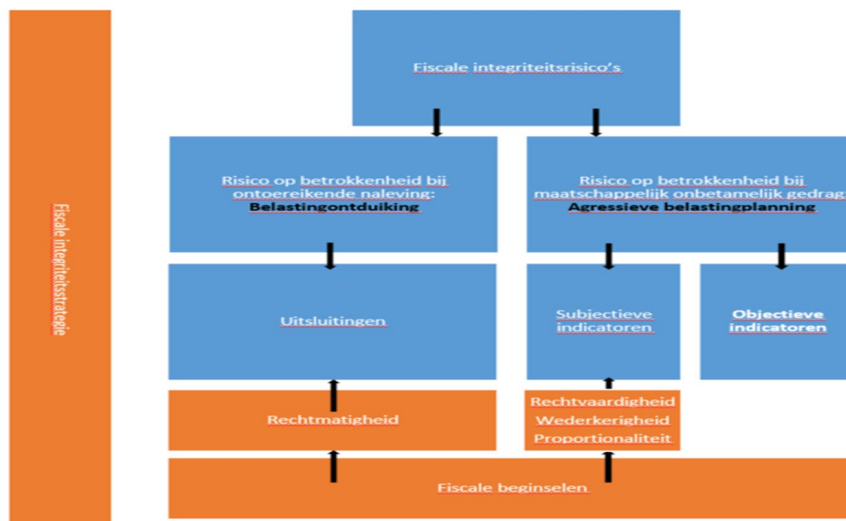 Fiscale integriteitsstrategie
Fiscale integriteitsrisico's
Risico op betrokkenheid bij
ontoereikende naleving:
Belastingontduiking
Risico op betrokkenheid bij
maatschappelijk onbetamelijk gedrag:
Agressieve belastingplanning
Uitsluitingen
Subjectieve
indicatoren
Objectieve
indicatoren
Rechtmatigheid
Rechtvaardigheid
Wederkerigheid
Proportionaliteit
Fiscale beginselen